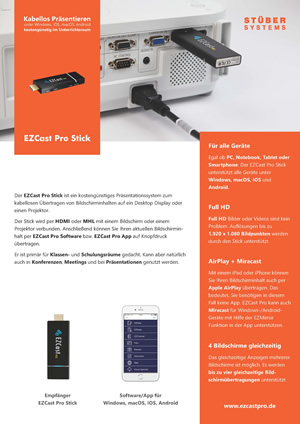 Kabellos Präsentieren
unter Windows, iOS, macOS, Android
Kostengünstig im Unterrichtsraum
STÜBER
SYSTEMS
EZCast Pro Stick
Der EZCast Pro Stick ist ein kostengünstiges Präsentationssystem zum
kabellosen Übertragen von Bildschirminhalten auf ein Desktop Display oder
einen Projektor.
Der Stick wird per HDMI oder MHL mit einem Bildschirm oder einem
Projektor verbunden. Anschließend können Sie Ihren aktuellen Bildschirmin-
halt per EZCast Pro Software bzw. EZCast Pro App auf Knopfdruck
übertragen.
Er ist primär für Klassen- und Schulungsräume gedacht. Kann aber natürlich
auch in Konferenzen, Meetings und bei Präsentationen genutzt werden.
Empfänger
EZCast Pro Stick
Software/App für
Windows, macOS, iOS, Android
Für alle Geräte
Egal ob PC, Notebook, Tablet oder
Smartphone. Der EZCast Pro Stick
unterstützt alle Geräte unter
Windows, macOS, iOS und
Android.
Full HD
Full HD Bilder oder Videos sind kein
Problem. Auflösungen bis zu
1.920 x 1.080 Bildpunkten werden
durch den Stick unterstützt.
AirPlay + Miracast
Mit einem iPad oder iPhone können
Sie Ihren Bildschirminhalt auch per
Apple AirPlay übertragen. Das
bedeutet, Sie benötigen in diesem
Fall keine App. EZCast Pro kann auch
Miracast für Windows-/Android-
Geräte mit Hilfe der EZMirror
Funktion in der App unterstützen.
4 Bildschirme gleichzeitig
Das gleichzeitige Anzeigen mehrerer
Bildschirme ist möglich. Es werden
bis zu vier gleichzeitige Bild-
schirmübertragungen unterstützt.
www.ezcastpro.de